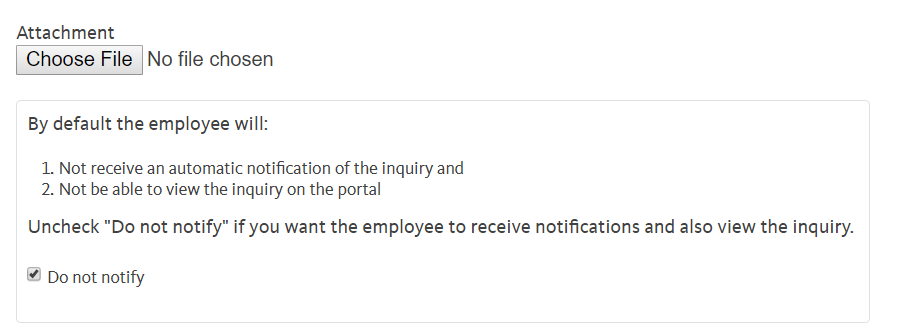 Attachment
Choose File No file chosen
By default the employee will:
1. Not receive an automatic notification of the inquiry and
2. Not be able to view the inquiry on the portal
Uncheck "Do not notify" if you want the employee to receive notifications and also view the inquiry.
Do not notify